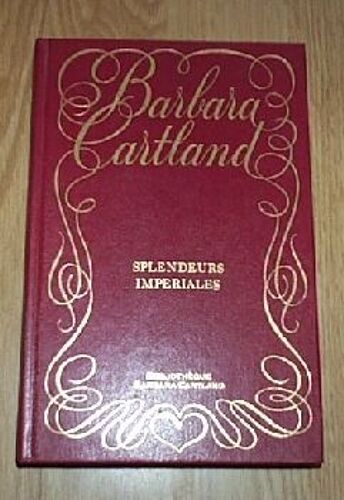 Barbara
Cartland
SPLENDEURS
IMPERIALES
BIBLIOTHEQUE
BARBARA CARTLAND